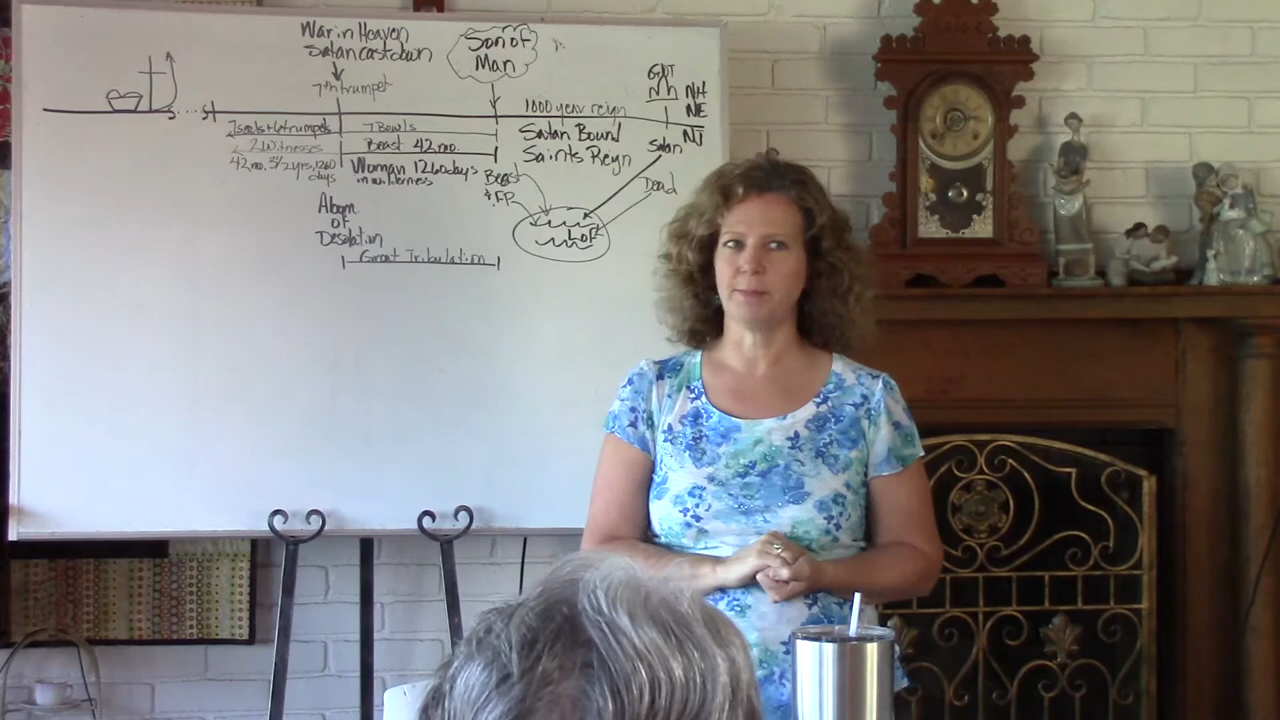 War in Heaven
Satan cast down
7th trumpet
Son of
Man
GWT
NH
NE
NJ
1000 year reign
7 seals + 6 trumpets
7 Bowls
2 Witnesses
Beast 42 mo.
42 mo. 3 1/2 yrs, 1260
days
Woman 1260 days
in wilderness
Satan Bound
Saints Reign
Satan
Beast
& FP
Dead
LoF
Abom
of
Desolation
Great Tribulation